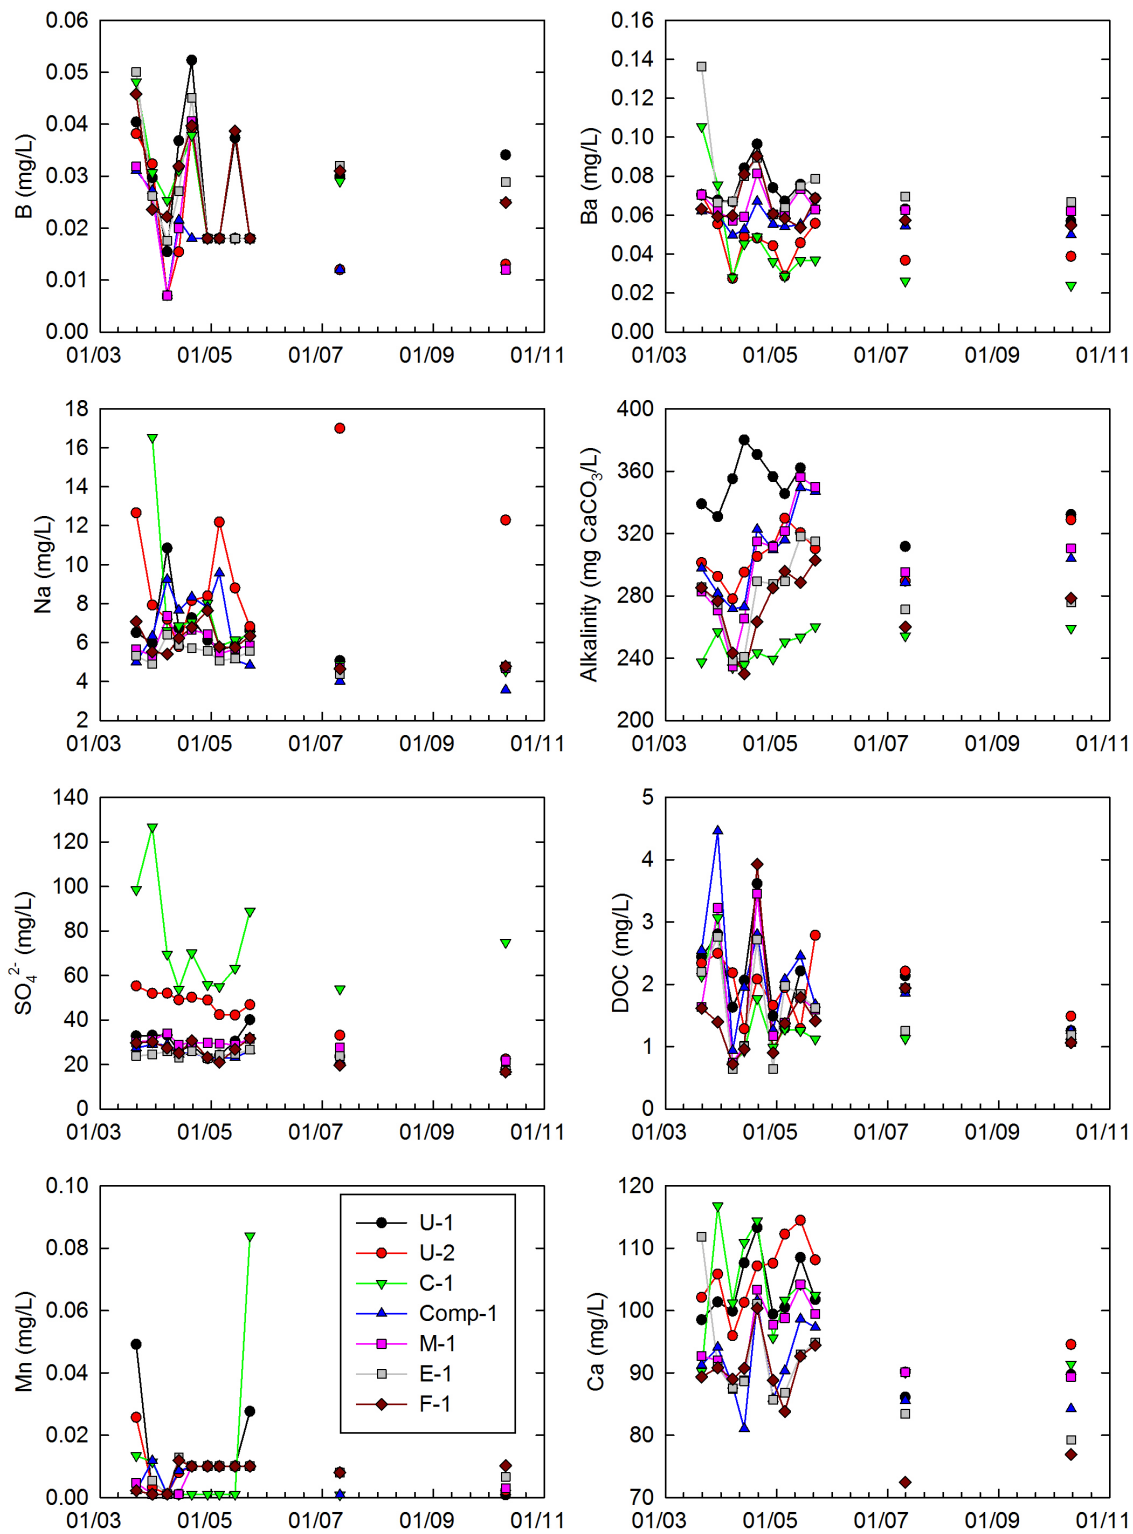 0.06
0.05
0.04
0.03
0.02
0.01
0.00
B (mg/L)
01/03 01/05 01/07 01/09 01/11
0.16
0.14
0.12
0.10
0.08
0.06
0.04
0.02
0.00
Ba (mg/L)
01/03 01/05 01/07 01/09 01/11
18
16
14
12
10
8
6
4
2
Na (mg/L)
01/03 01/05 01/07 01/09 01/11
400
360
320
280
240
200
Alkalinity (mg CaCO₃/L)
01/03 01/05 01/07 01/09 01/11
140
120
100
80
60
40
20
0
SO₄²⁻ (mg/L)
01/03 01/05 01/07 01/09 01/11
5
4
3
2
1
0
DOC (mg/L)
01/03 01/05 01/07 01/09 01/11
0.10
0.08
0.06
0.04
0.02
0.00
Mn (mg/L)
U-1
U-2
C-1
Comp-1
M-1
E-1
F-1
01/03 01/05 01/07 01/09 01/11
120
110
100
90
80
70
Ca (mg/L)
01/03 01/05 01/07 01/09 01/11